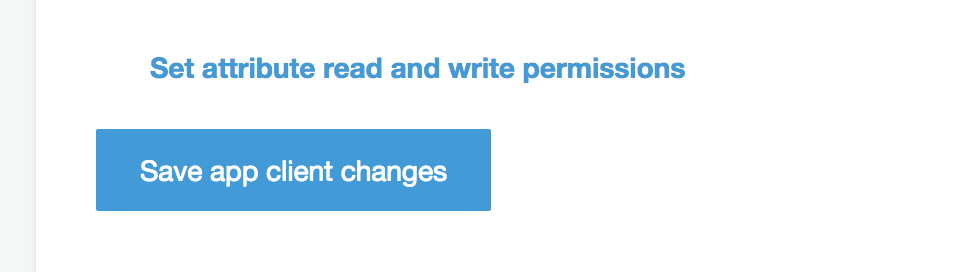 Set attribute read and write permissions
Save app client changes